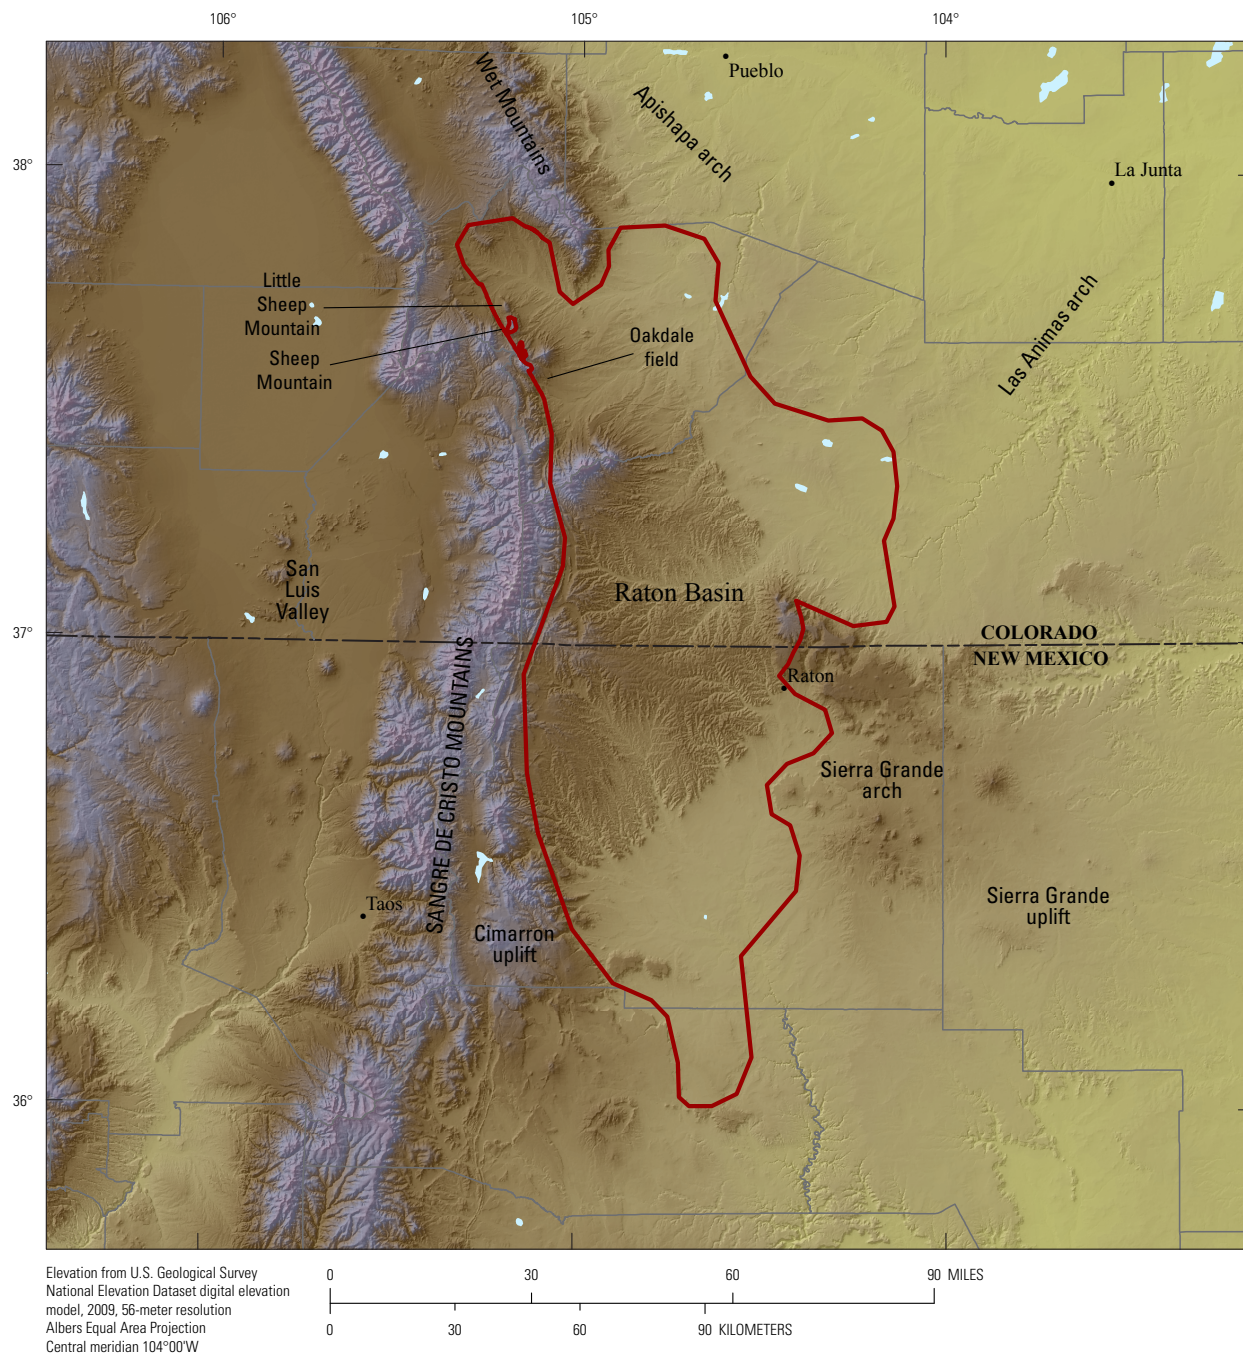 106°
105°
104°
Pueblo
Wet Mountains
Apishapa arch
38°
La Junta
Little
Sheep
Mountain
Sheep
Mountain
Oakdale
field
Las Animas arch
San
Luis
Valley
Raton Basin
37°
COLORADO
NEW MEXICO
Raton
SANGRE DE CRISTO MOUNTAINS
Sierra Grande
arch
Taos
Cimarron
uplift
Sierra Grande
uplift
36°
Elevation from U.S. Geological Survey
National Elevation Dataset digital elevation
model, 2009, 56-meter resolution
Albers Equal Area Projection
Central meridian 104°00'W
0 30 60 90 MILES
0 30 60 90 KILOMETERS